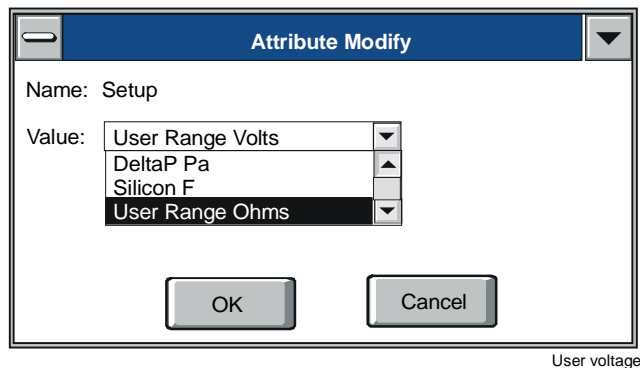 Attribute Modify
Name: Setup
Value: User Range Volts
DeltaP Pa
Silicon F
User Range Ohms
OK Cancel
User voltage